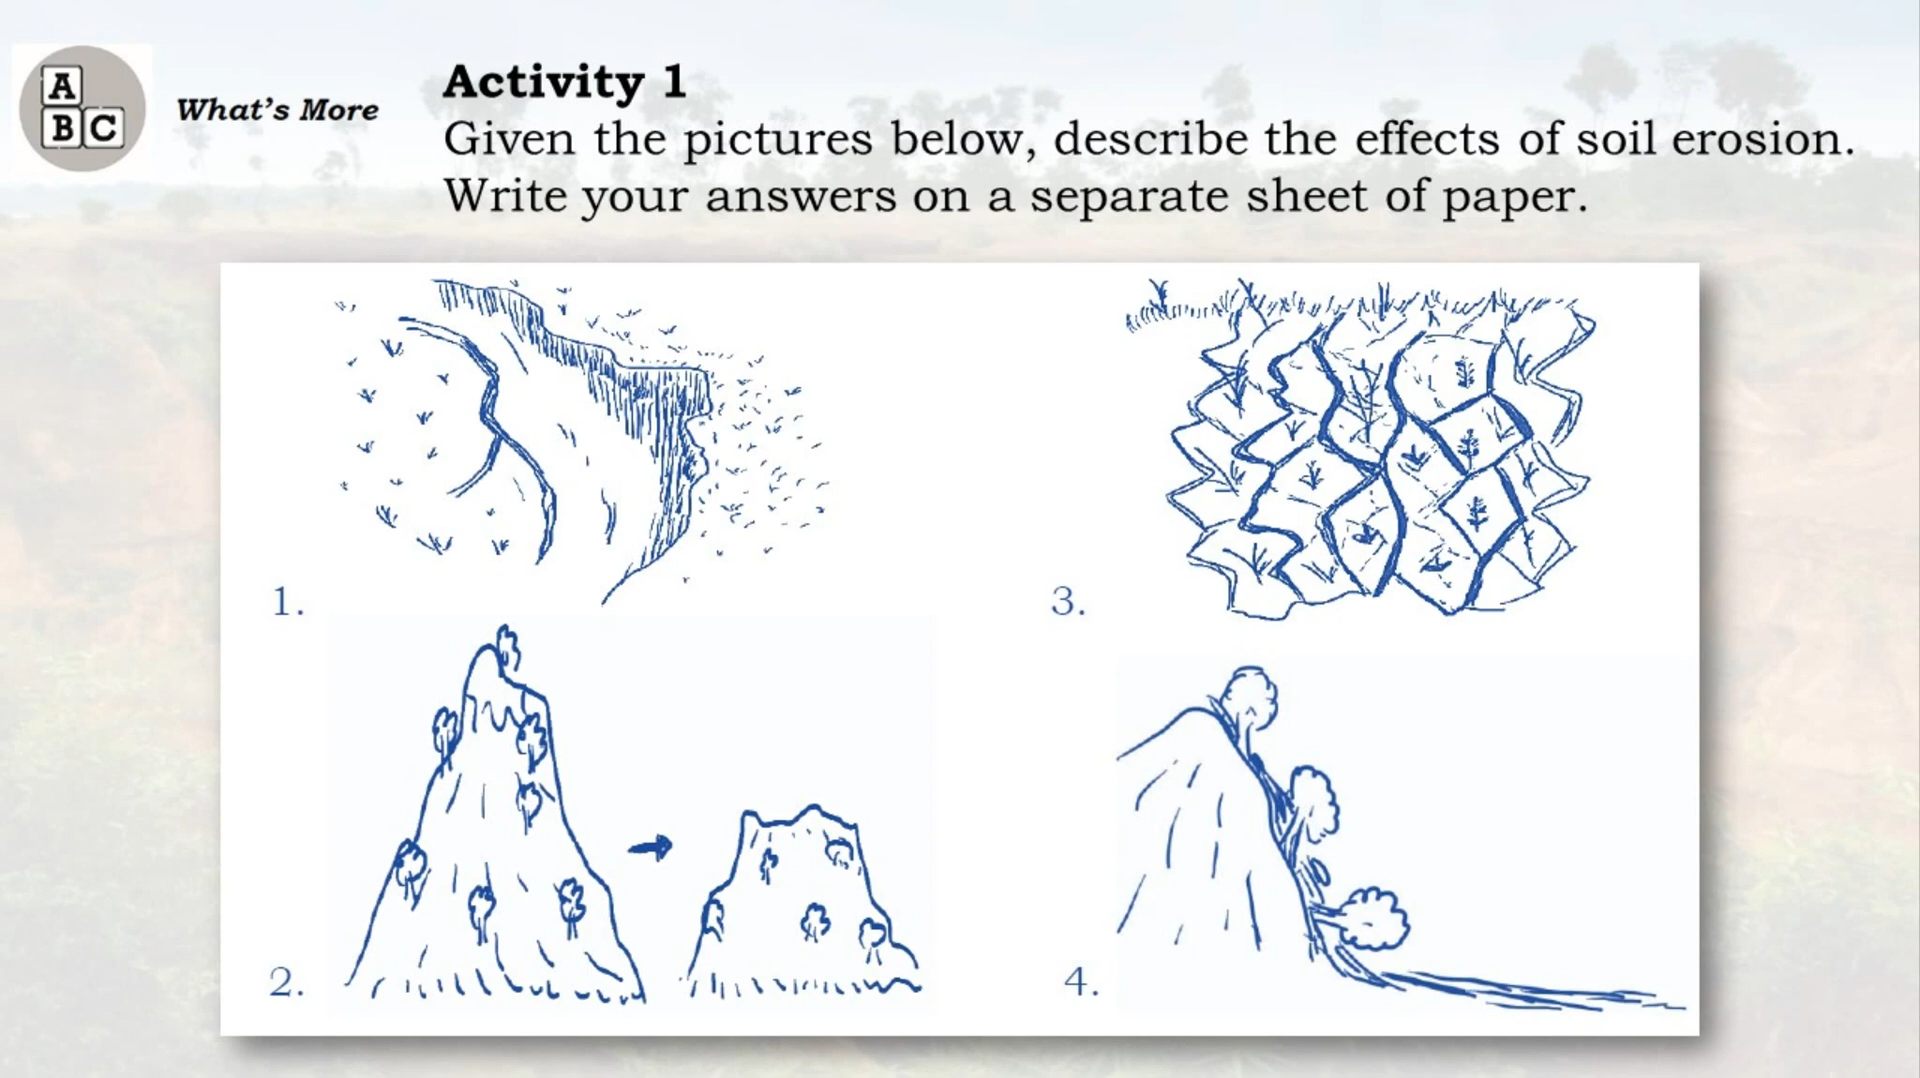 A
B C
What's More
Activity 1
Given the pictures below, describe the effects of soil erosion.
Write your answers on a separate sheet of paper.
1.
3.
2.
4.